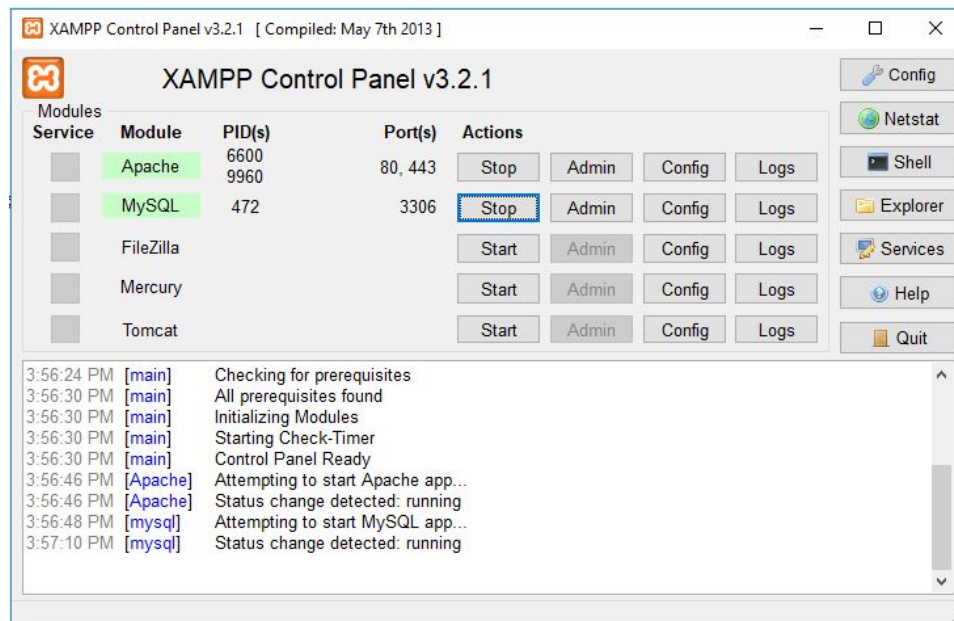 XAMPP Control Panel v3.2.1 [ Compiled: May 7th 2013 ]
XAMPP Control Panel v3.2.1
Config
Modules
Service Module PID(s) Port(s) Actions
Netstat
Apache 6600 9960 80, 443 Stop Admin Config Logs
Shell
MySQL 472 3306 Stop Admin Config Logs
Explorer
FileZilla Start Admin Config Logs
Services
Mercury Start Admin Config Logs
Help
Tomcat Start Admin Config Logs
Quit
3:56:24 PM [main] Checking for prerequisites
3:56:30 PM [main] All prerequisites found
3:56:30 PM [main] Initializing Modules
3:56:30 PM [main] Starting Check-Timer
3:56:30 PM [main] Control Panel Ready
3:56:46 PM [Apache] Attempting to start Apache app...
3:56:46 PM [Apache] Status change detected: running
3:56:48 PM [mysql] Attempting to start MySQL app...
3:57:10 PM [mysql] Status change detected: running